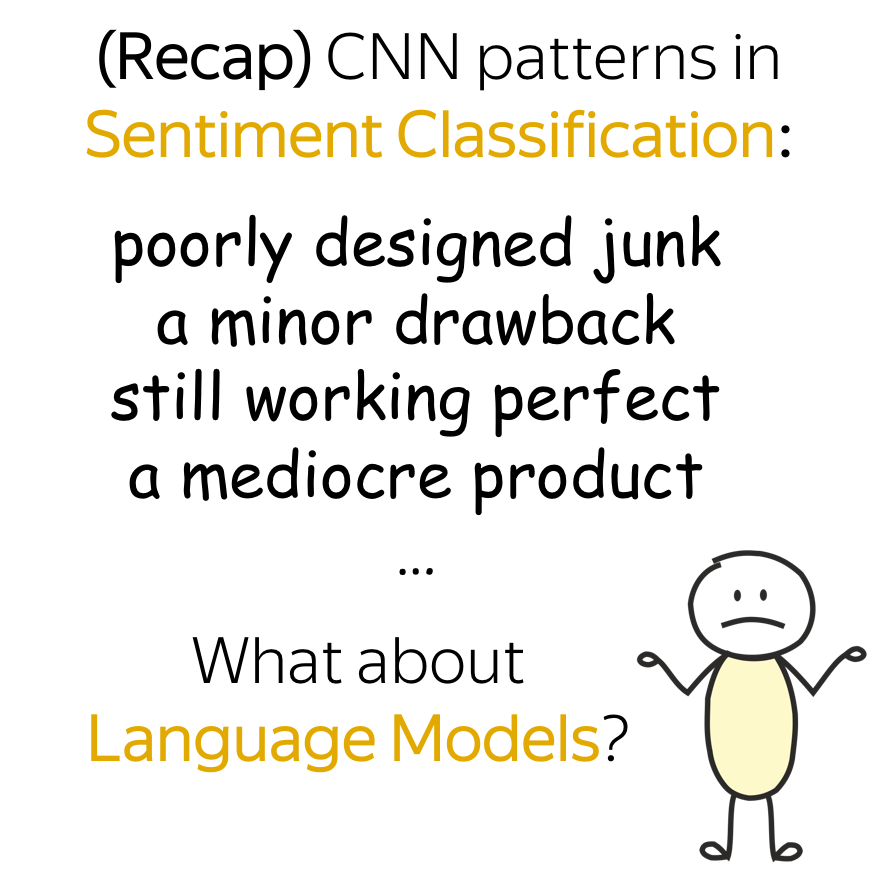 (Recap) CNN patterns in
Sentiment Classification:
poorly designed junk
a minor drawback
still working perfect
a mediocre product
...
What about
Language Models?